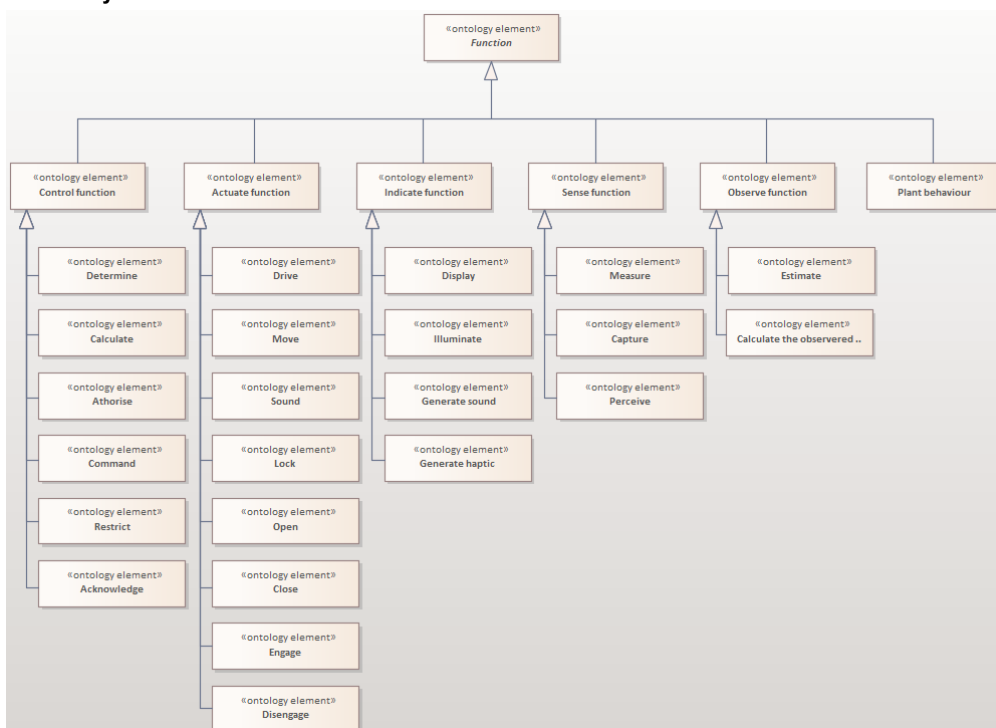 «ontology element»
Function
«ontology element»
Control function
«ontology element»
Actuate function
«ontology element»
Indicate function
«ontology element»
Sense function
«ontology element»
Observe function
«ontology element»
Plant behaviour
«ontology element»
Determine
«ontology element»
Calculate
«ontology element»
Athorise
«ontology element»
Command
«ontology element»
Restrict
«ontology element»
Acknowledge
«ontology element»
Drive
«ontology element»
Move
«ontology element»
Sound
«ontology element»
Lock
«ontology element»
Open
«ontology element»
Close
«ontology element»
Engage
«ontology element»
Disengage
«ontology element»
Display
«ontology element»
Illuminate
«ontology element»
Generate sound
«ontology element»
Generate haptic
«ontology element»
Measure
«ontology element»
Capture
«ontology element»
Perceive
«ontology element»
Estimate
«ontology element»
Calculate the observered ..